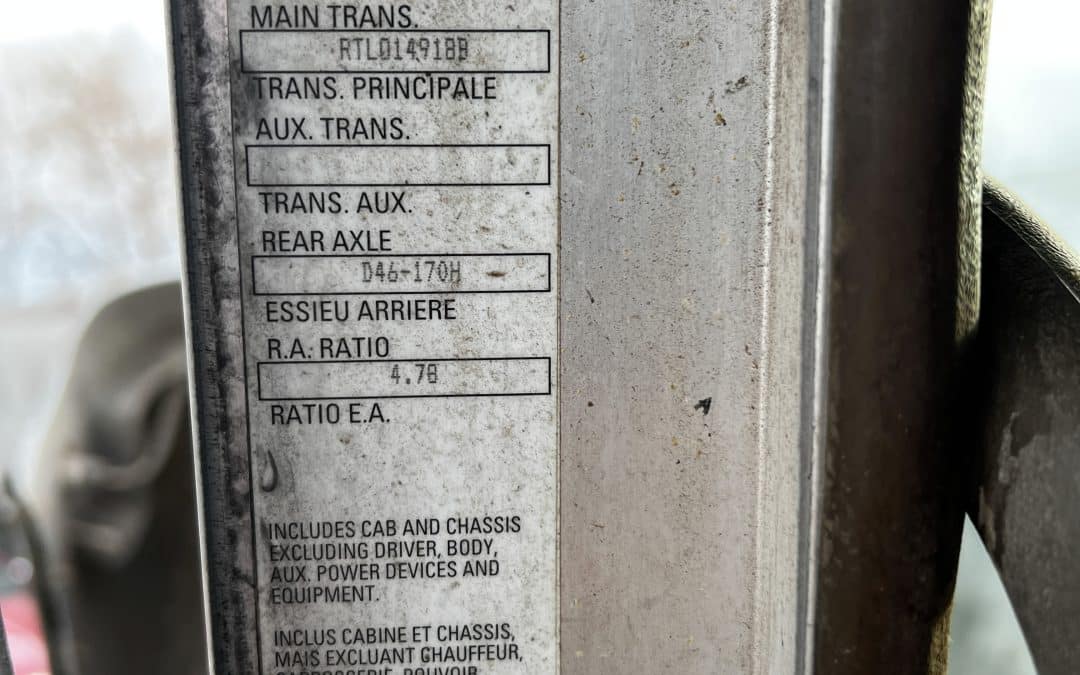 MAIN TRANS.
RTLO14918B
TRANS. PRINCIPALE
AUX. TRANS.
TRANS. AUX.
REAR AXLE
D46-170H
ESSIEU ARRIERE
R.A. RATIO
4.78
RATIO E.A.
INCLUDES CAB AND CHASSIS
EXCLUDING DRIVER, BODY,
AUX. POWER DEVICES AND
EQUIPMENT.
INCLUS CABINE ET CHASSIS,
MAIS EXCLUANT CHAUFFEUR,
CARROSSERIE, POUVOIR